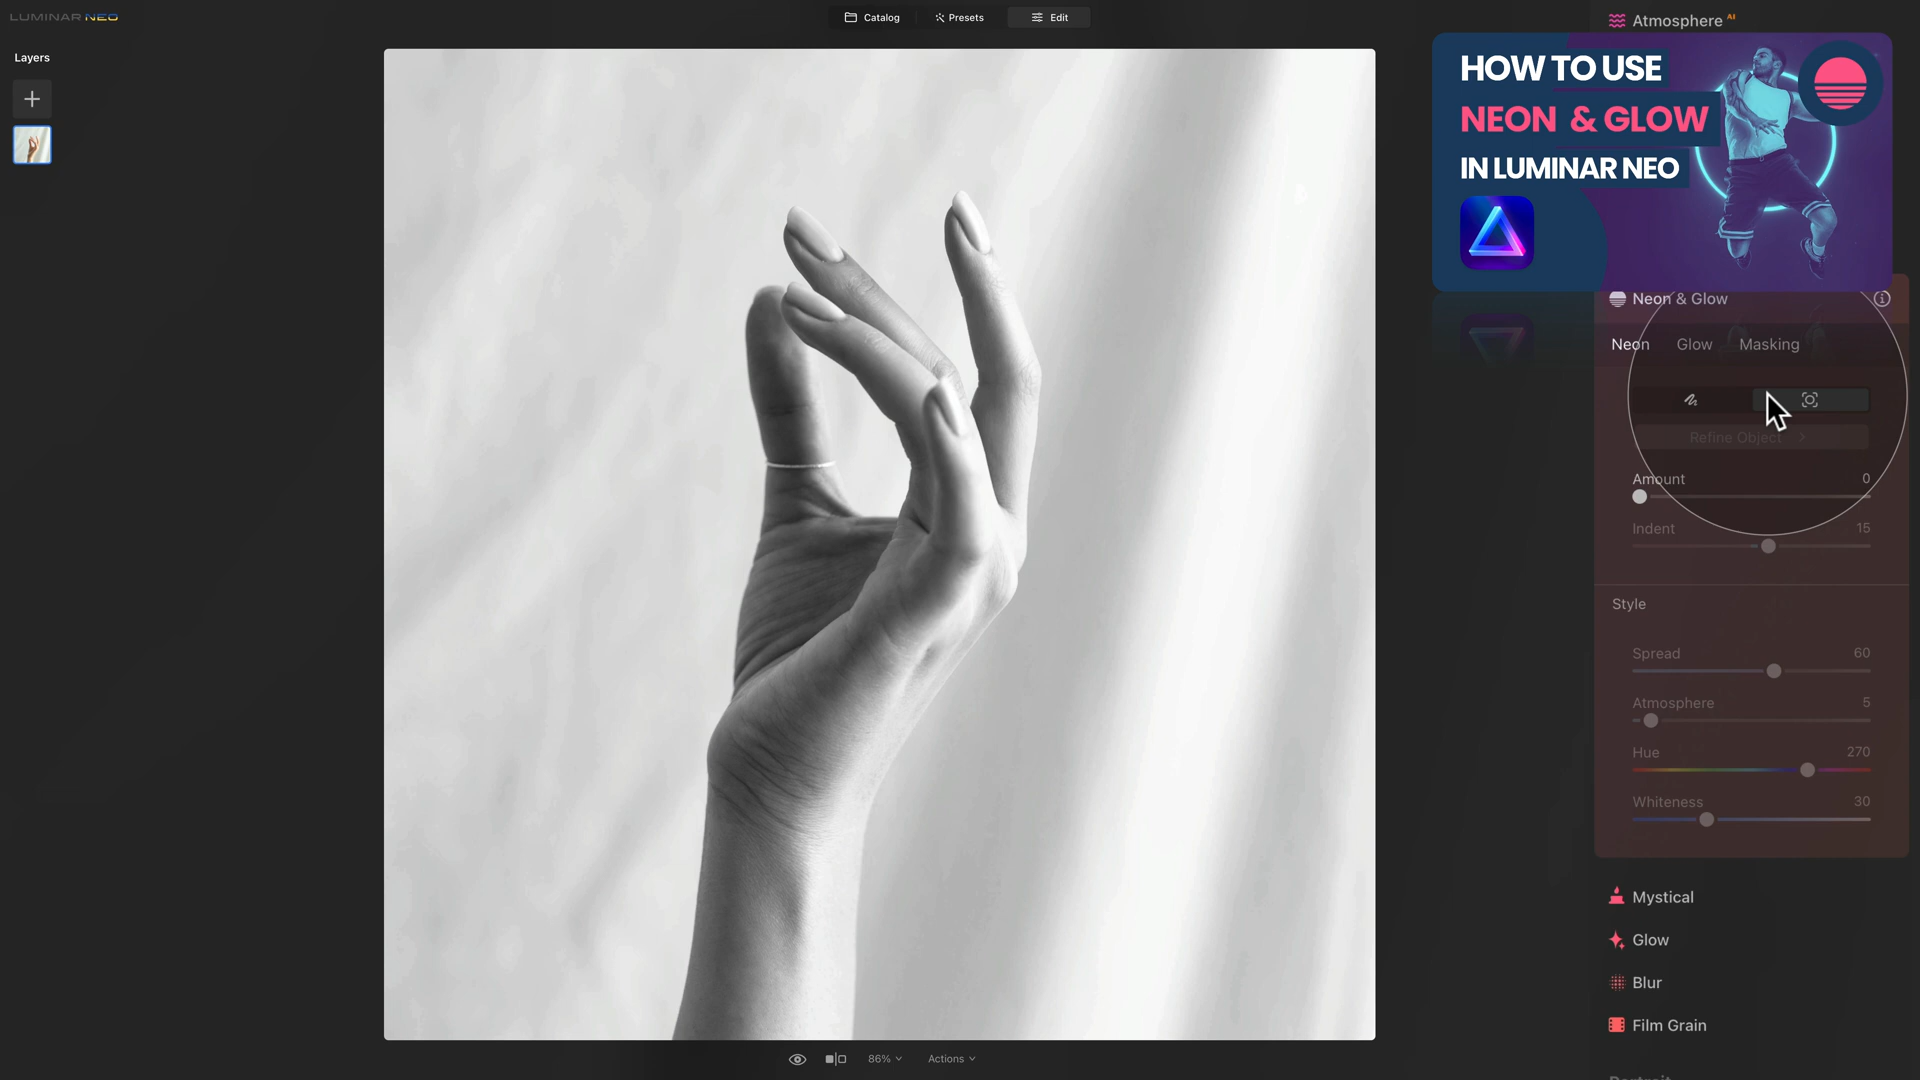 LUMINAR NEO
Catalog
Presets
Edit
Layers
Atmosphere AI
HOW TO USE
NEON & GLOW
IN LUMINAR NEO
Neon & Glow
Neon
Glow
Masking
Refine Object
Amount
0
Indent
15
Style
Spread
60
Atmosphere
5
Hue
270
Whiteness
30
Mystical
Glow
Blur
Film Grain
86%
Actions